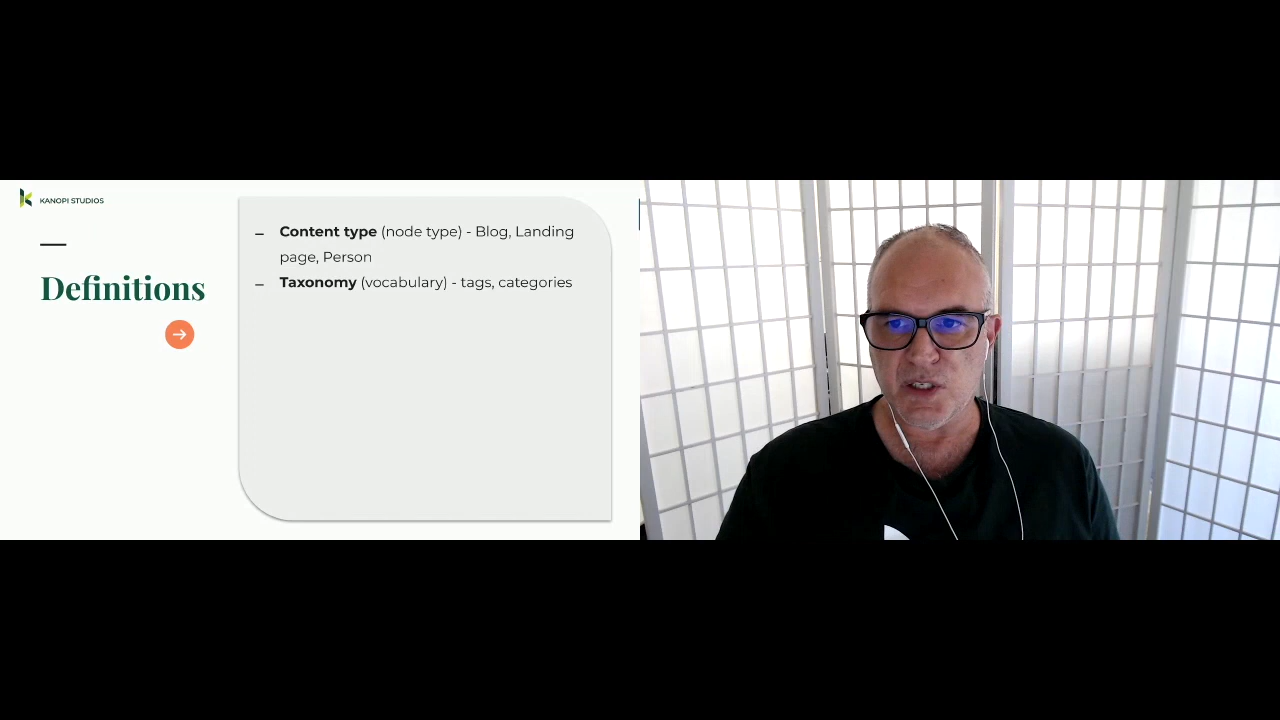 KANOPI STUDIOS
Definitions
– Content type (node type) - Blog, Landing
page, Person
– Taxonomy (vocabulary) - tags, categories